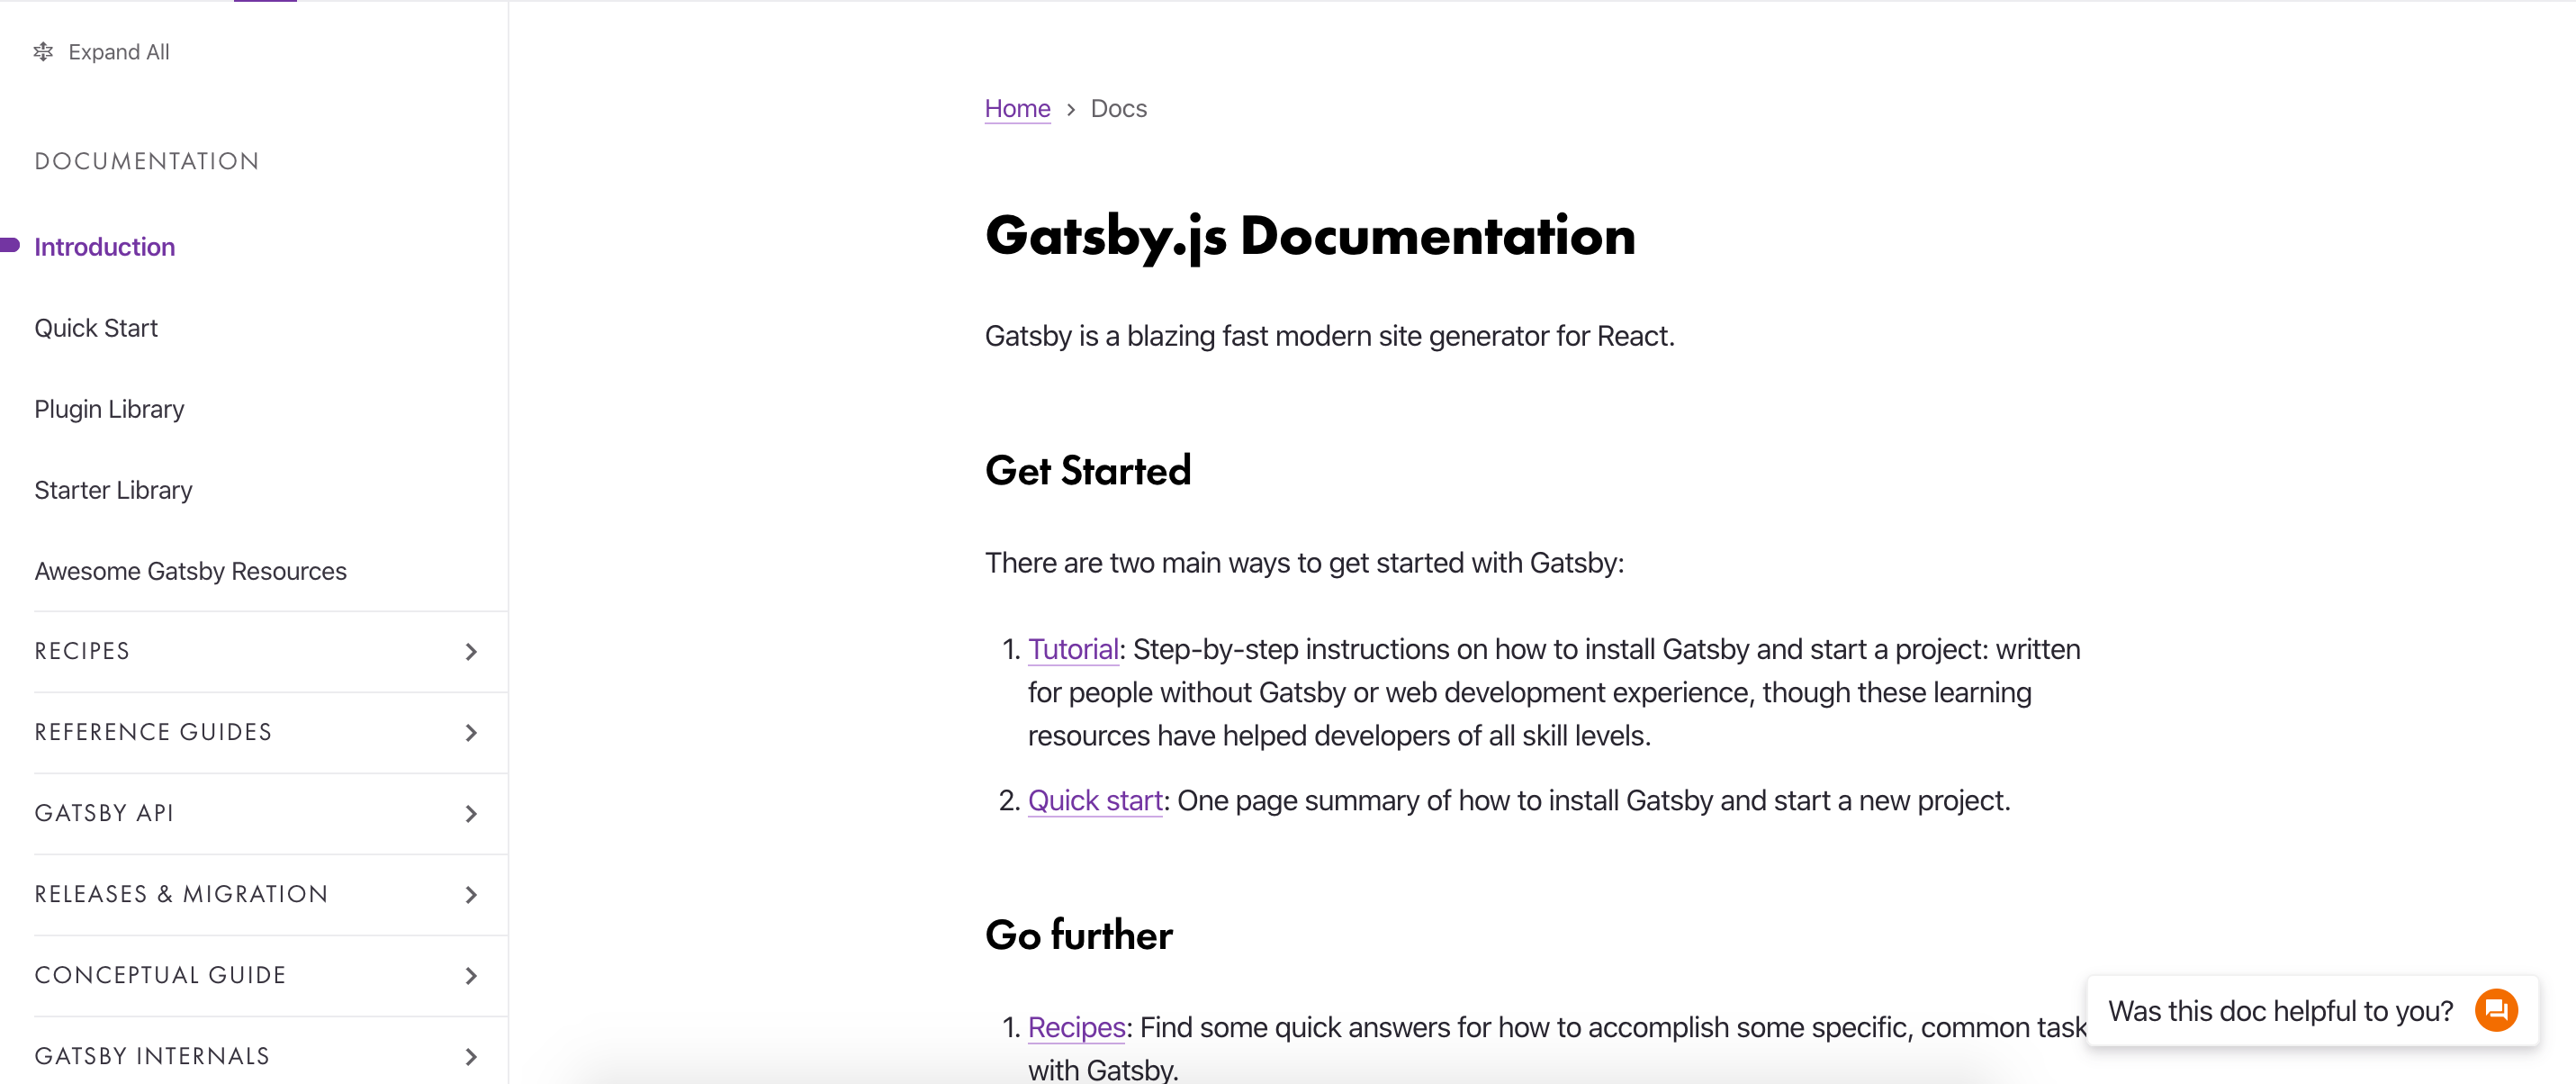 Expand All
DOCUMENTATION
Introduction
Quick Start
Plugin Library
Starter Library
Awesome Gatsby Resources
RECIPES
REFERENCE GUIDES
GATSBY API
RELEASES & MIGRATION
CONCEPTUAL GUIDE
GATSBY INTERNALS
Home > Docs
Gatsby.js Documentation
Gatsby is a blazing fast modern site generator for React.
Get Started
There are two main ways to get started with Gatsby:
1. Tutorial: Step-by-step instructions on how to install Gatsby and start a project: written
for people without Gatsby or web development experience, though these learning
resources have helped developers of all skill levels.
2. Quick start: One page summary of how to install Gatsby and start a new project.
Go further
1. Recipes: Find some quick answers for how to accomplish some specific, common task
with Gatsby.
Was this doc helpful to you?